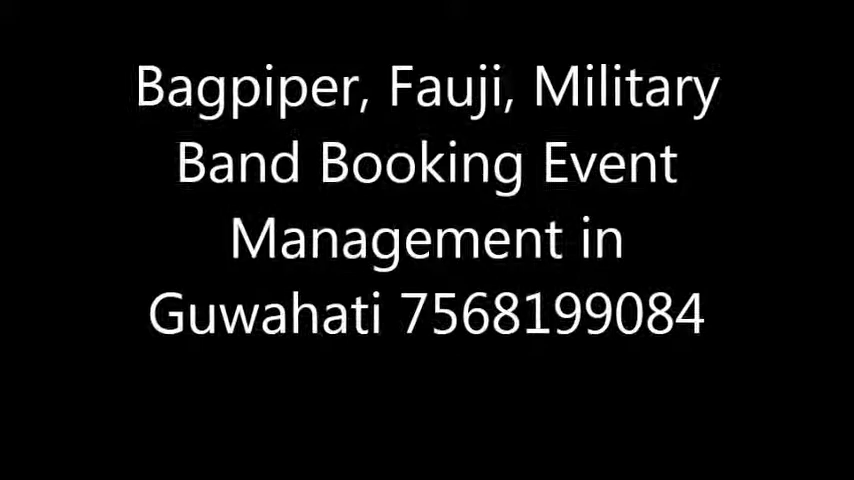 Bagpiper, Fauji, Military
Band Booking Event
Management in
Guwahati 7568199084